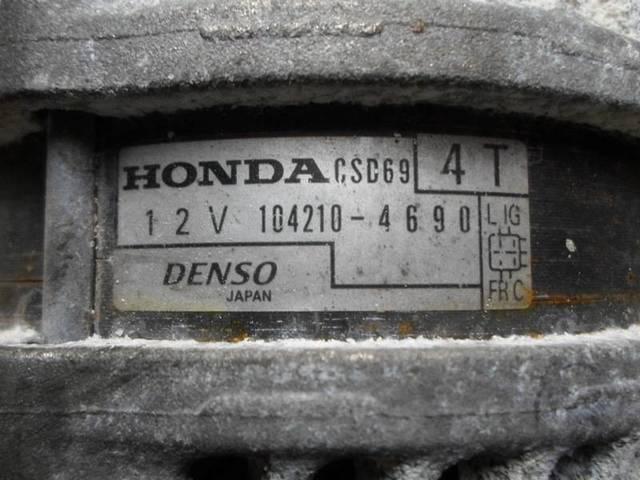 HONDA CSD69 4T
12V 104210-4690
L IG
DENSO
JAPAN
FR C